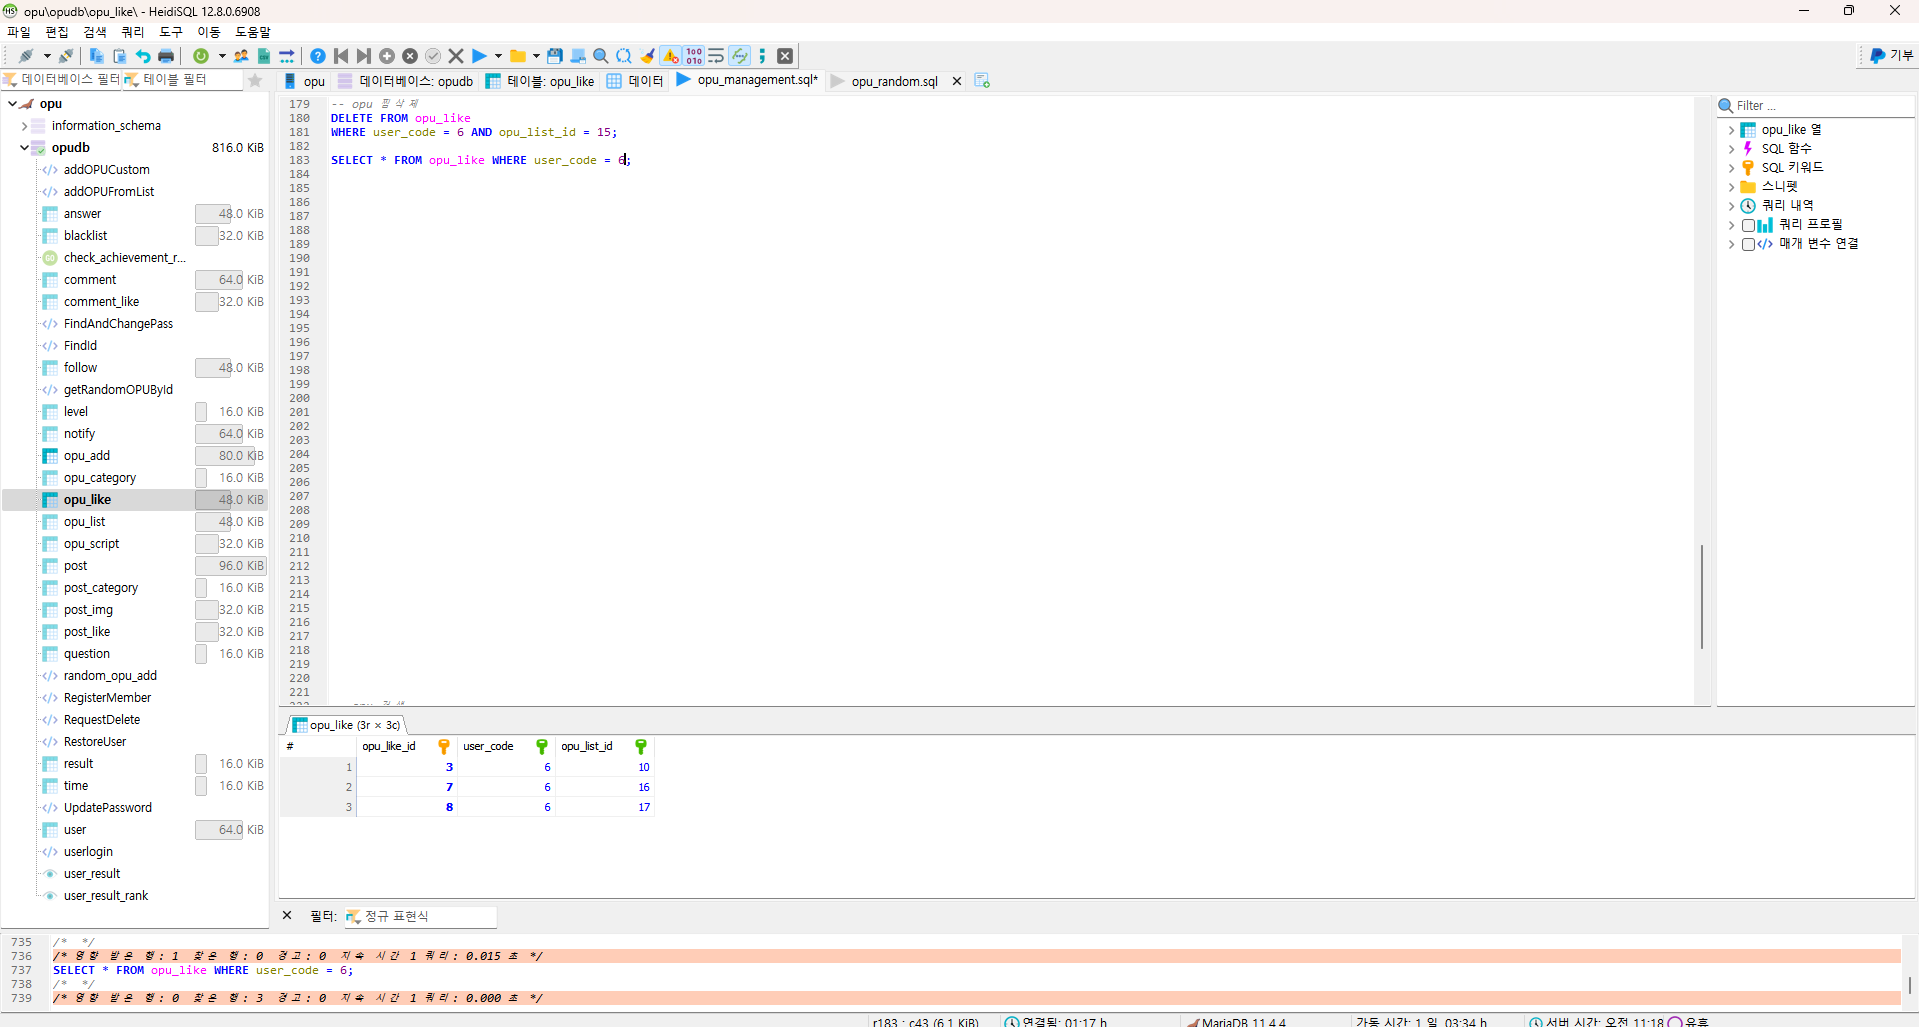 opu\opudb\opu_like\ - HeidiSQL 12.8.0.6908
파일 편집 검색 쿼리 도구 이동 도움말
기부
데이터베이스 필터 테이블 필터
opu 데이터베이스: opudb 테이블: opu_like 데이터 opu_management.sql* opu_random.sql
opu
information_schema
opudb 816.0 KiB
addOPUCustom
addOPUFromList
answer 48.0 KiB
blacklist 32.0 KiB
check_achievement_r...
comment 64.0 KiB
comment_like 32.0 KiB
FindAndChangePass
FindId
follow 48.0 KiB
getRandomOPUById
level 16.0 KiB
notify 64.0 KiB
opu_add 80.0 KiB
opu_category 16.0 KiB
opu_like 48.0 KiB
opu_list 48.0 KiB
opu_script 32.0 KiB
post 96.0 KiB
post_category 16.0 KiB
post_img 32.0 KiB
post_like 32.0 KiB
question 16.0 KiB
random_opu_add
RegisterMember
RequestDelete
RestoreUser
result 16.0 KiB
time 16.0 KiB
UpdatePassword
user 64.0 KiB
userlogin
user_result
user_result_rank
179 -- opu 찜 삭제
180 DELETE FROM opu_like
181 WHERE user_code = 6 AND opu_list_id = 15;
182
183 SELECT * FROM opu_like WHERE user_code = 6;
184
185
186
187
188
189
190
191
192
193
194
195
196
197
198
199
200
201
202
203
204
205
206
207
208
209
210
211
212
213
214
215
216
217
218
219
220
221
Filter ...
opu_like 열
SQL 함수
SQL 키워드
스니펫
쿼리 내역
쿼리 프로필
매개 변수 연결
opu_like (3r × 3c)
# opu_like_id user_code opu_list_id
1 3 6 10
2 7 6 16
3 8 6 17
필터: 정규 표현식
735 /* */
736 /* 영향 받은 행: 1 찾은 행: 0 경고: 0 지속 시간 1 쿼리: 0.015 초 */
737 SELECT * FROM opu_like WHERE user_code = 6;
738 /* */
739 /* 영향 받은 행: 0 찾은 행: 3 경고: 0 지속 시간 1 쿼리: 0.000 초 */
r183 : c43 (6.1 KiB) 연결됨: 01:17 h MariaDB 11.4.4 가동 시간: 1 일, 03:34 h 서버 시간: 오전 11:18 유휴